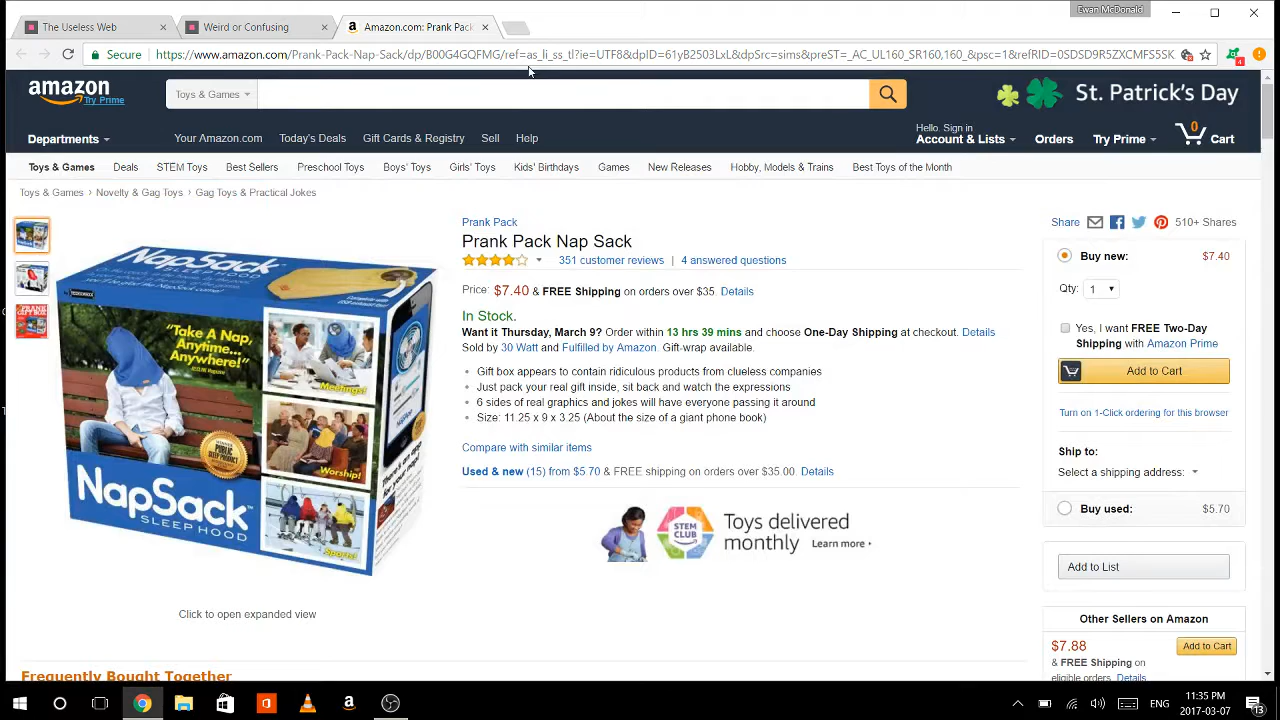 Ewan McDonald
The Useless Web
Weird or Confusing
Amazon.com: Prank Pack
Secure
https://www.amazon.com/Prank-Pack-Nap-Sack/dp/B00G4GQFMG/ref=as_li_ss_tl?ie=UTF8&dpID=61yB2503LxL&dpSrc=sims&preST=_AC_UL160_SR160,160_&psc=1&refRID=0SDSD9R5ZXCMFS5SK
4
amazon
Try Prime
Toys & Games
St. Patrick's Day
Departments
Your Amazon.com
Today's Deals
Gift Cards & Registry
Sell
Help
Hello. Sign in
Account & Lists
Orders
Try Prime
0
Cart
Toys & Games
Deals
STEM Toys
Best Sellers
Preschool Toys
Boys' Toys
Girls' Toys
Kids' Birthdays
Games
New Releases
Hobby, Models & Trains
Best Toys of the Month
Toys & Games › Novelty & Gag Toys › Gag Toys & Practical Jokes
NapSack
SLEEP HOOD
"Take A Nap,
Anytime...
Anywhere!"
Meetings!
Worship!
Sports!
PUBLIC
SLEEP PRODUCT
NapSack
SLEEP HOOD
PRANK
GIFT BOX
Click to open expanded view
Prank Pack
Prank Pack Nap Sack
351 customer reviews | 4 answered questions
Price: $7.40 & FREE Shipping on orders over $35. Details
In Stock.
Want it Thursday, March 9? Order within 13 hrs 39 mins and choose One-Day Shipping at checkout. Details
Sold by 30 Watt and Fulfilled by Amazon. Gift-wrap available.
• Gift box appears to contain ridiculous products from clueless companies
• Just pack your real gift inside, sit back and watch the expressions
• 6 sides of real graphics and jokes will have everyone passing it around
• Size: 11.25 x 9 x 3.25 (About the size of a giant phone book)
Compare with similar items
Used & new (15) from $5.70 & FREE shipping on orders over $35.00. Details
STEM
CLUB
Toys delivered
monthly
Learn more
Share
510+ Shares
Buy new:
$7.40
Qty:
1
Yes, I want FREE Two-Day
Shipping with Amazon Prime
Add to Cart
Turn on 1-Click ordering for this browser
Ship to:
Select a shipping address:
Buy used:
$5.70
Add to List
Other Sellers on Amazon
$7.88
Add to Cart
& FREE Shipping on
eligible orders. Details
Frequently Bought Together
ENG
11:35 PM
2017-03-07
13